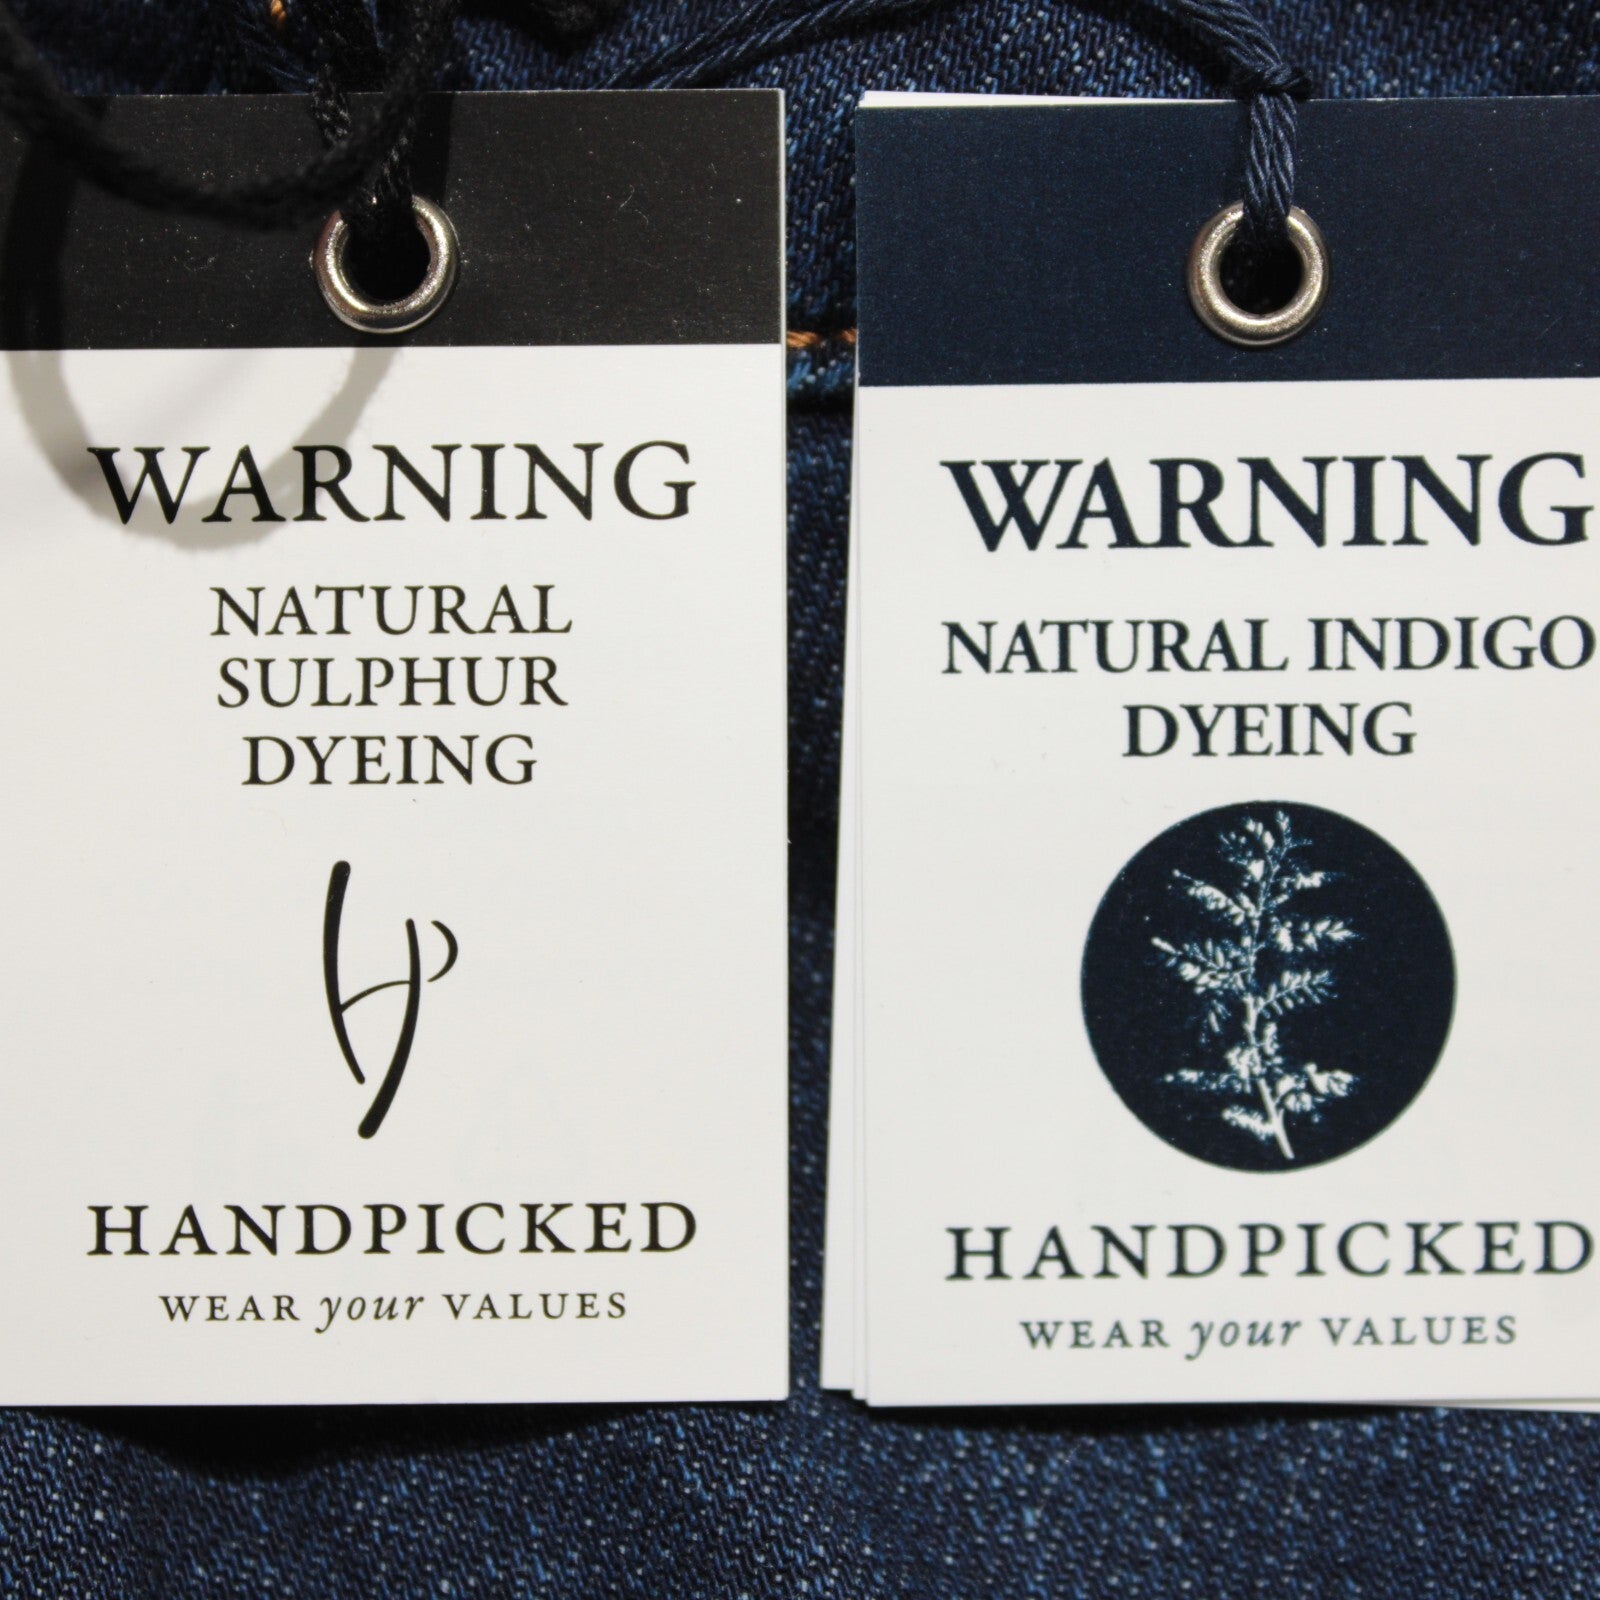 WARNING
NATURAL
SULPHUR
DYEING
HANDPICKED
WEAR your VALUES
WARNING
NATURAL INDIGO
DYEING
HANDPICKED
WEAR your VALUES